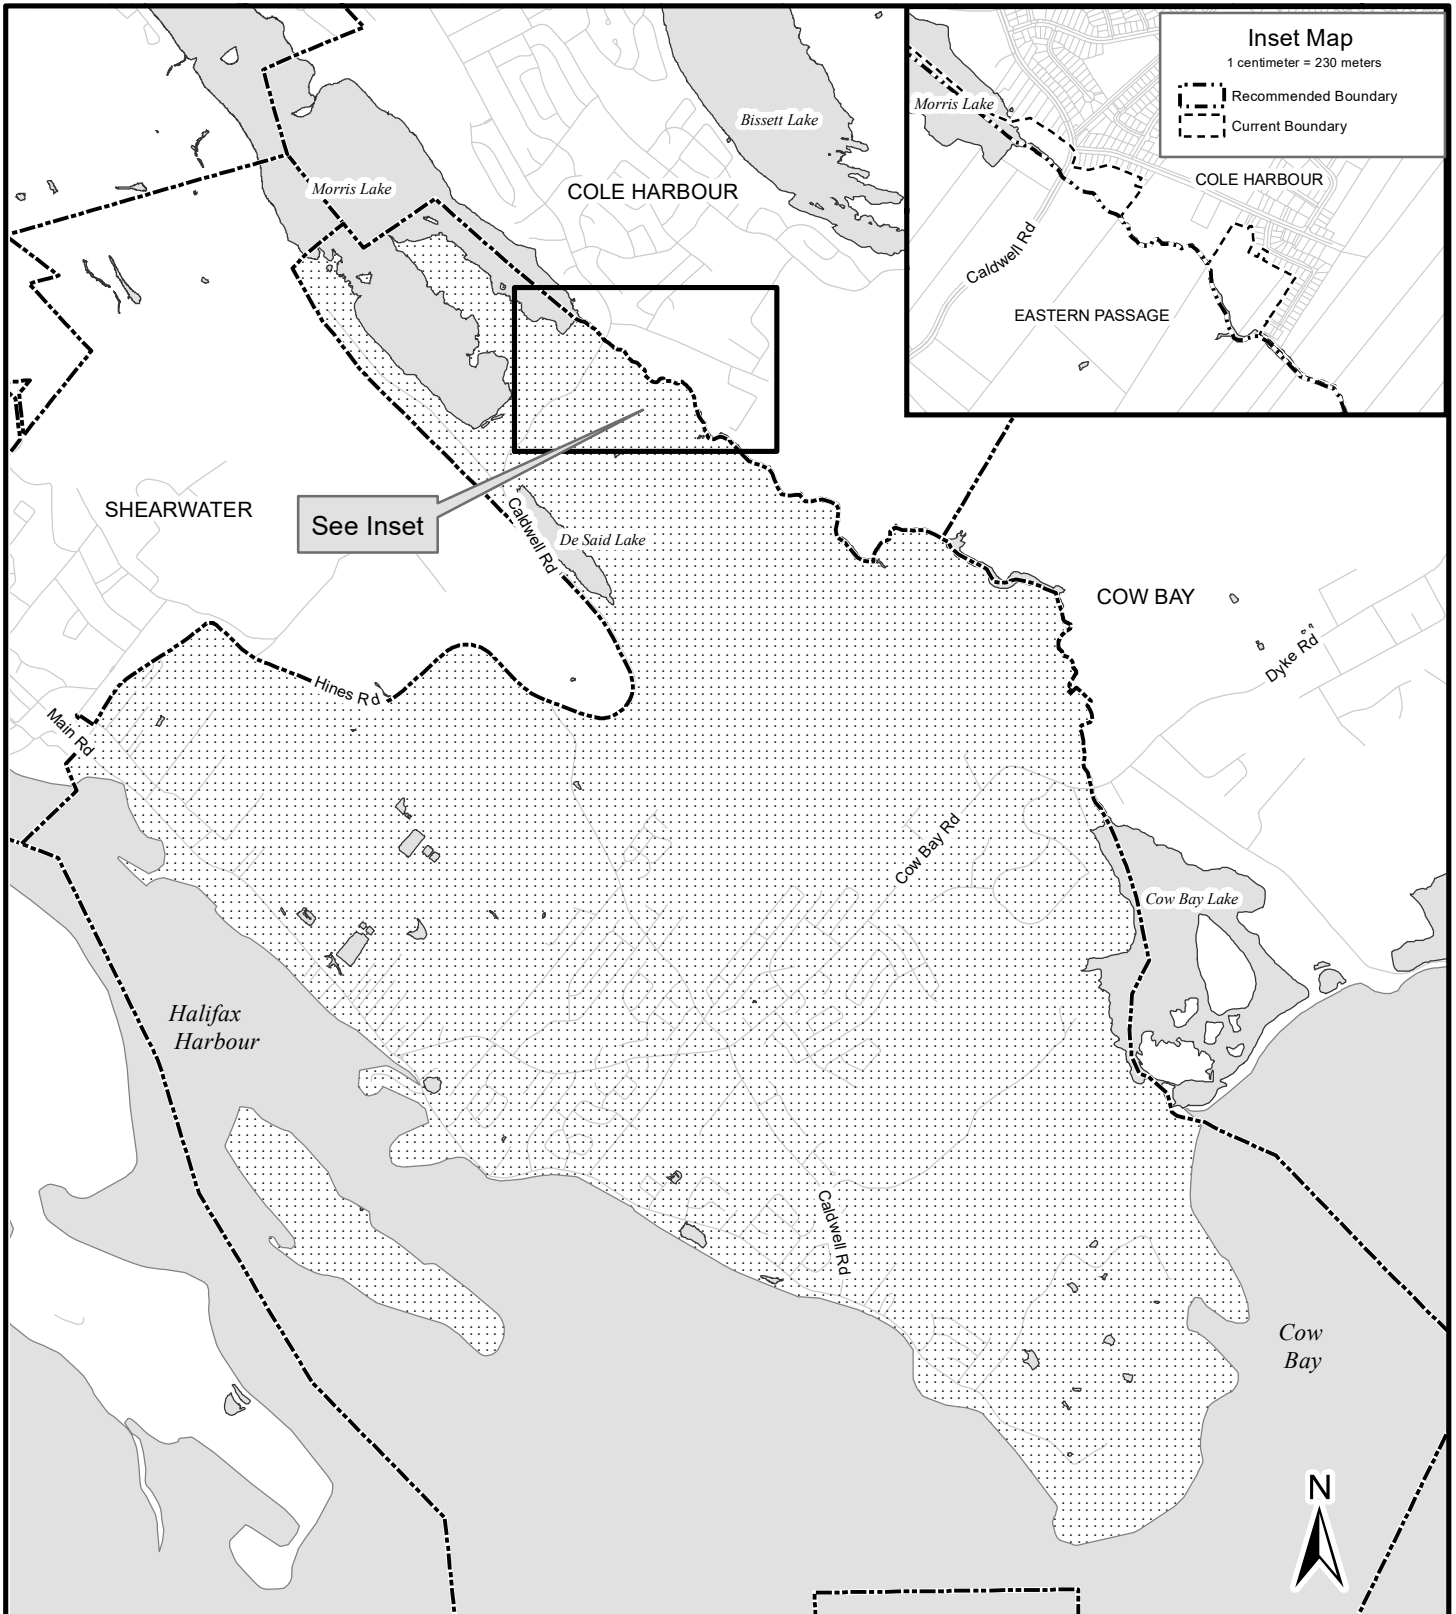 Inset Map
1 centimeter = 230 meters
Recommended Boundary
Current Boundary
Morris Lake
COLE HARBOUR
Caldwell Rd
EASTERN PASSAGE
Bissett Lake
Morris Lake
COLE HARBOUR
SHEARWATER
See Inset
Caldwell Rd
De Said Lake
COW BAY
Dyke Rd
Hines Rd
Main Rd
Cow Bay Rd
Cow Bay Lake
Halifax
Harbour
Caldwell Rd
Cow
Bay
N